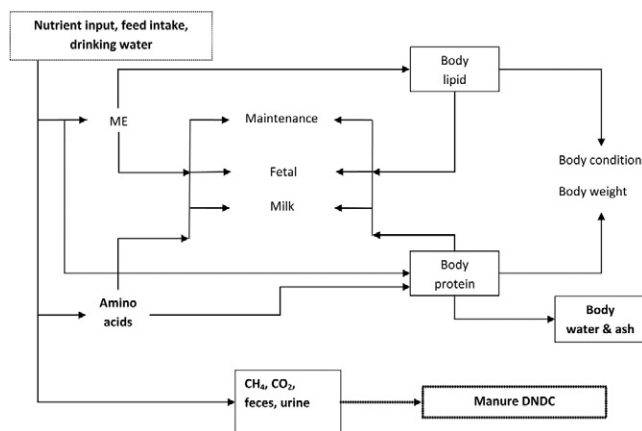 Nutrient input, feed intake,
drinking water
Body
lipid
ME
Maintenance
Body condition
Fetal
Body weight
Milk
Body
protein
Amino
acids
Body
water & ash
CH₄, CO₂,
feces, urine
Manure DNDC